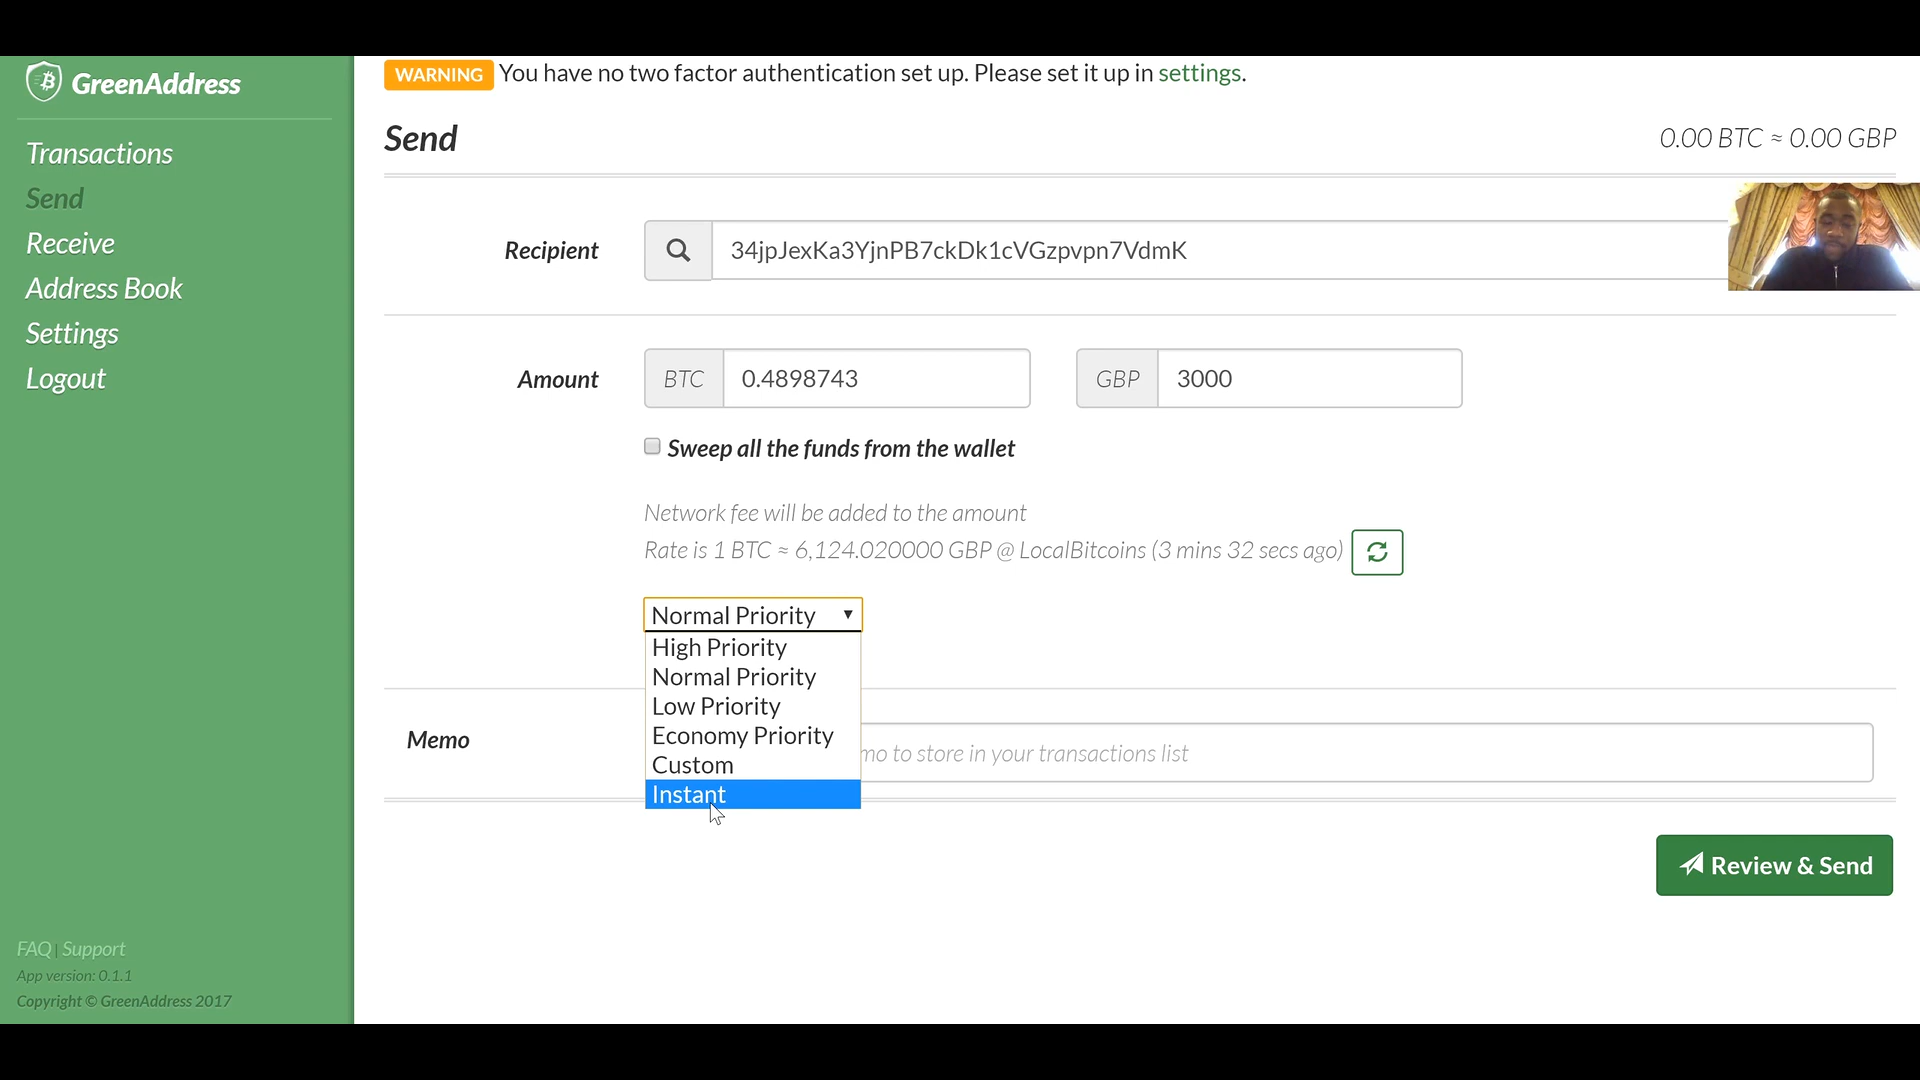 GreenAddress
Transactions
Send
Receive
Address Book
Settings
Logout
FAQ | Support
App version: 0.1.1
Copyright © GreenAddress 2017
WARNING You have no two factor authentication set up. Please set it up in settings.
Send
0.00 BTC ≈ 0.00 GBP
Recipient
34jpJexKa3YjnPB7ckDk1cVGzpvpn7VdmK
Amount
BTC 0.4898743
GBP 3000
Sweep all the funds from the wallet
Network fee will be added to the amount
Rate is 1 BTC ≈ 6,124.020000 GBP @ LocalBitcoins (3 mins 32 secs ago)
Normal Priority
High Priority
Normal Priority
Low Priority
Economy Priority
Custom
Instant
Memo
to store in your transactions list
Review & Send